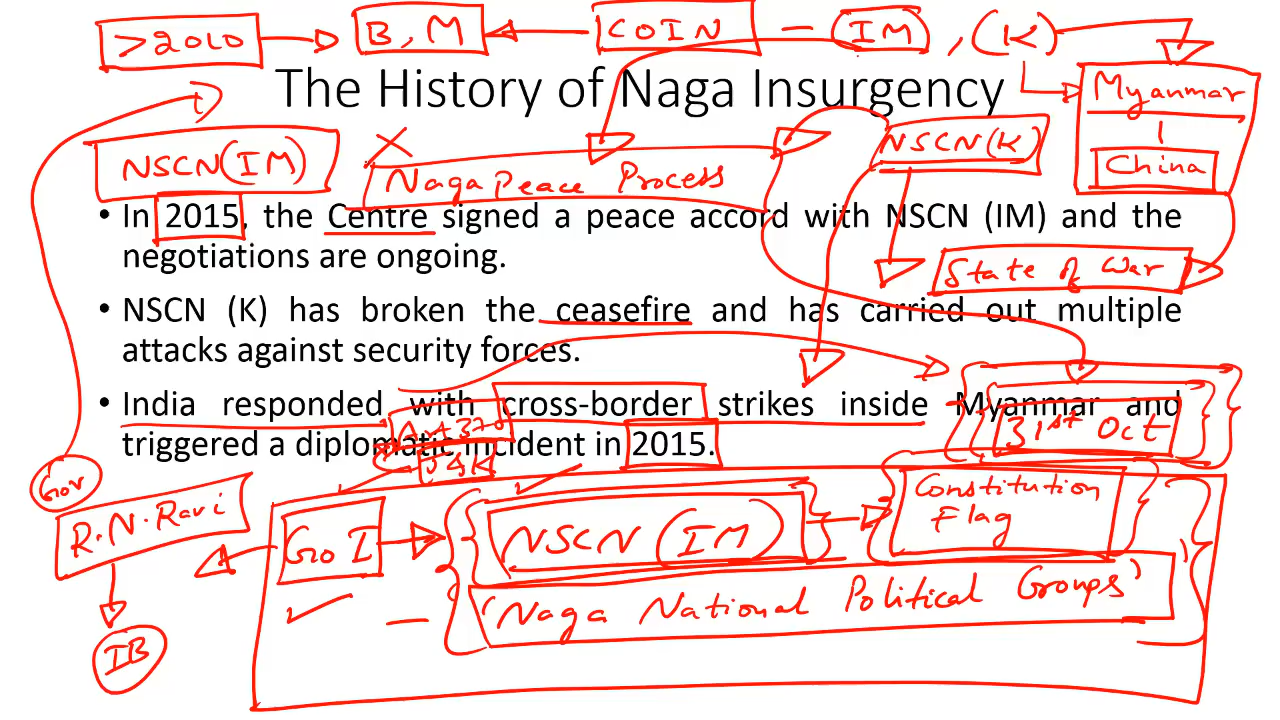 >2010 B, M COIN - (IM), (K)
The History of Naga Insurgency
Myanmar
NSCN(IM)
NSCN(K)
China
X
Naga Peace Process
• In 2015, the Centre signed a peace accord with NSCN (IM) and the
negotiations are ongoing.
State of War
• NSCN (K) has broken the ceasefire and has carried out multiple
attacks against security forces.
• India responded with cross-border strikes inside Myanmar and
triggered a diplomatic incident in 2015.
Art 370
J&K
31st Oct
Gov
R.N.Ravi
GoI
NSCN (IM)
Constitution
Flag
'Naga National Political Groups'
IB